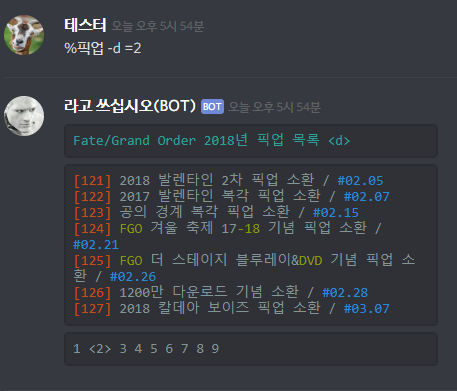 테스터 오늘 오후 5시 54분
%픽업 -d =2
라고 쓰십시오(BOT) BOT 오늘 오후 5시 54분
Fate/Grand Order 2018년 픽업 목록 <d>
[121] 2018 발렌타인 2차 픽업 소환 / #02.05
[122] 2017 발렌타인 복각 픽업 소환 / #02.07
[123] 공의 경계 복각 픽업 소환 / #02.15
[124] FGO 겨울 축제 17-18 기념 픽업 소환 /
#02.21
[125] FGO 더 스테이지 블루레이&DVD 기념 픽업 소
환 / #02.26
[126] 1200만 다운로드 기념 소환 / #02.28
[127] 2018 칼데아 보이즈 픽업 소환 / #03.07
1 <2> 3 4 5 6 7 8 9